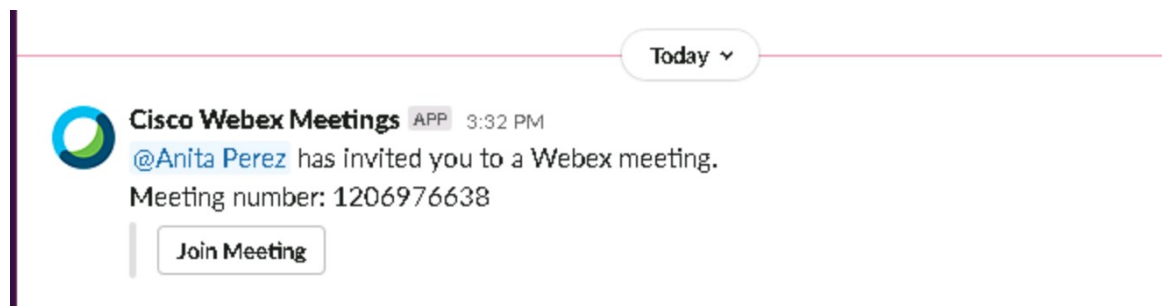 Today
Cisco Webex Meetings APP 3:32 PM
@Anita Perez has invited you to a Webex meeting.
Meeting number: 1206976638
Join Meeting